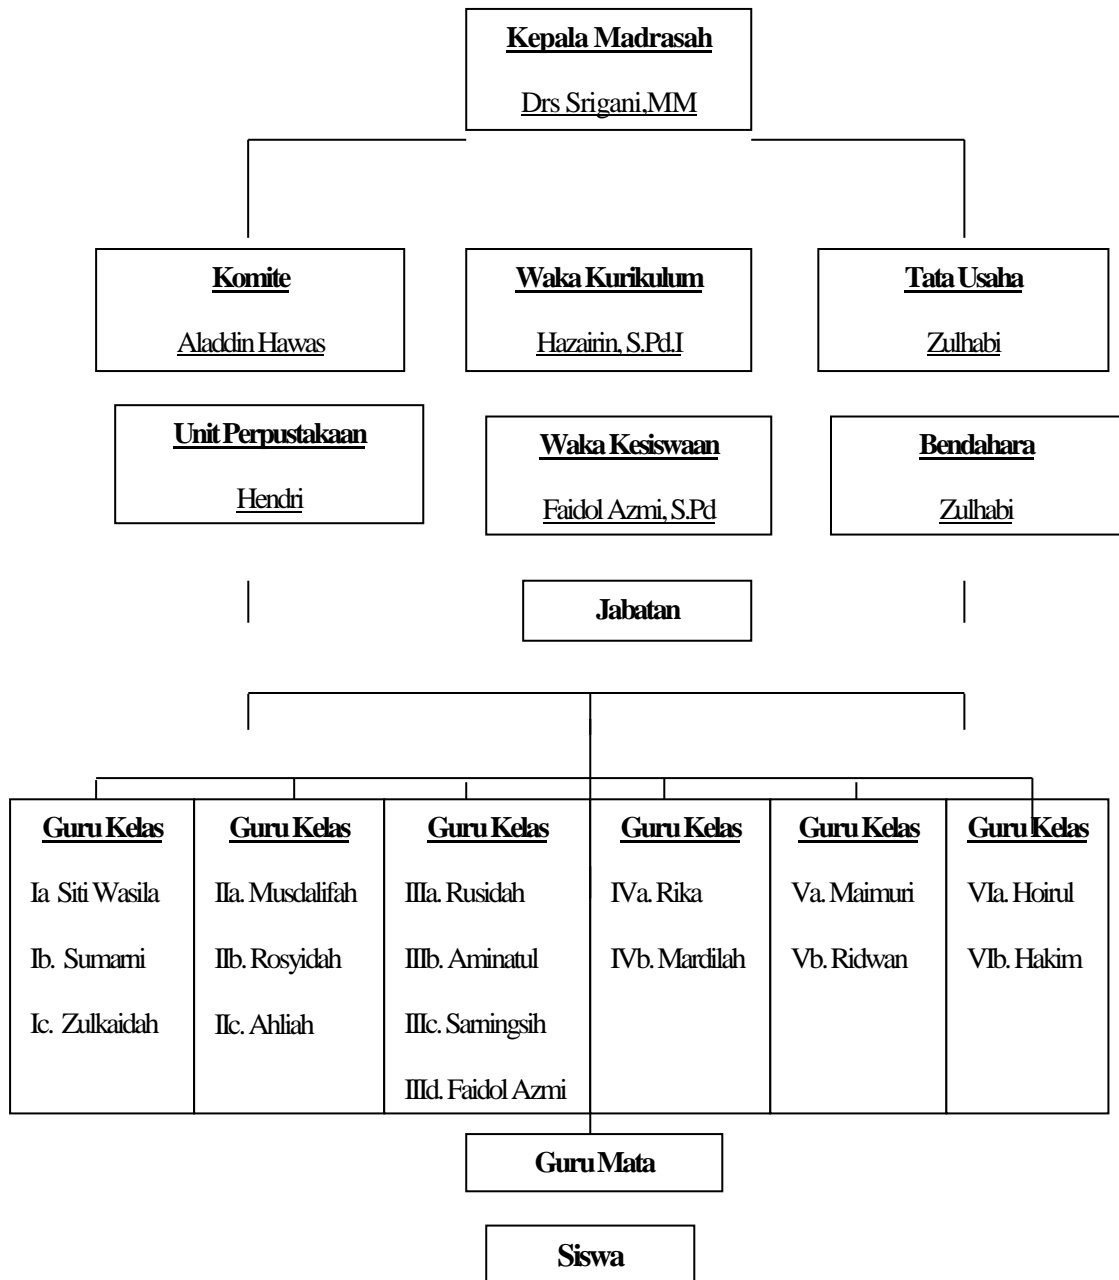 Kepala Madrasah
Drs Srigani,MM
Komite
Aladdin Hawas
Waka Kurikulum
Hazairin, S.Pd.I
Tata Usaha
Zulhabi
Unit Perpustakaan
Hendri
Waka Kesiswaan
Faidol Azmi, S.Pd
Bendahara
Zulhabi
Jabatan
Guru Kelas
Ia Siti Wasila
Ib. Sumarni
Ic. Zulkaidah
Guru Kelas
IIa. Musdalifah
IIb. Rosyidah
IIc. Ahliah
Guru Kelas
IIIa. Rusidah
IIIb. Aminatul
IIIc. Sarningsih
IIId. Faidol Azmi
Guru Kelas
IVa. Rika
IVb. Mardilah
Guru Kelas
Va. Maimuri
Vb. Ridwan
Guru Kelas
VIa. Hoirul
VIb. Hakim
Guru Mata
Siswa